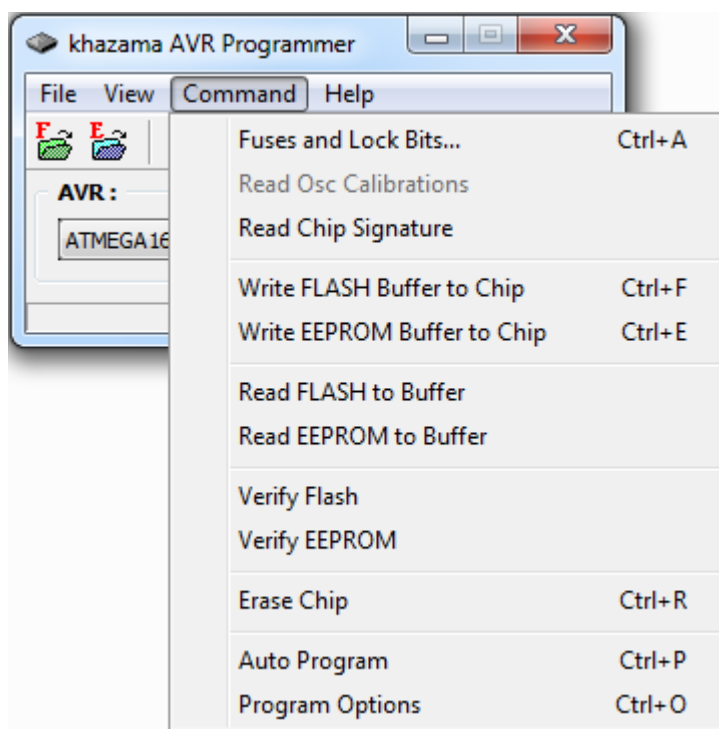 khazama AVR Programmer
File View Command Help
F E
AVR :
ATMEGA16
Fuses and Lock Bits... Ctrl+A
Read Osc Calibrations
Read Chip Signature
Write FLASH Buffer to Chip Ctrl+F
Write EEPROM Buffer to Chip Ctrl+E
Read FLASH to Buffer
Read EEPROM to Buffer
Verify Flash
Verify EEPROM
Erase Chip Ctrl+R
Auto Program Ctrl+P
Program Options Ctrl+O